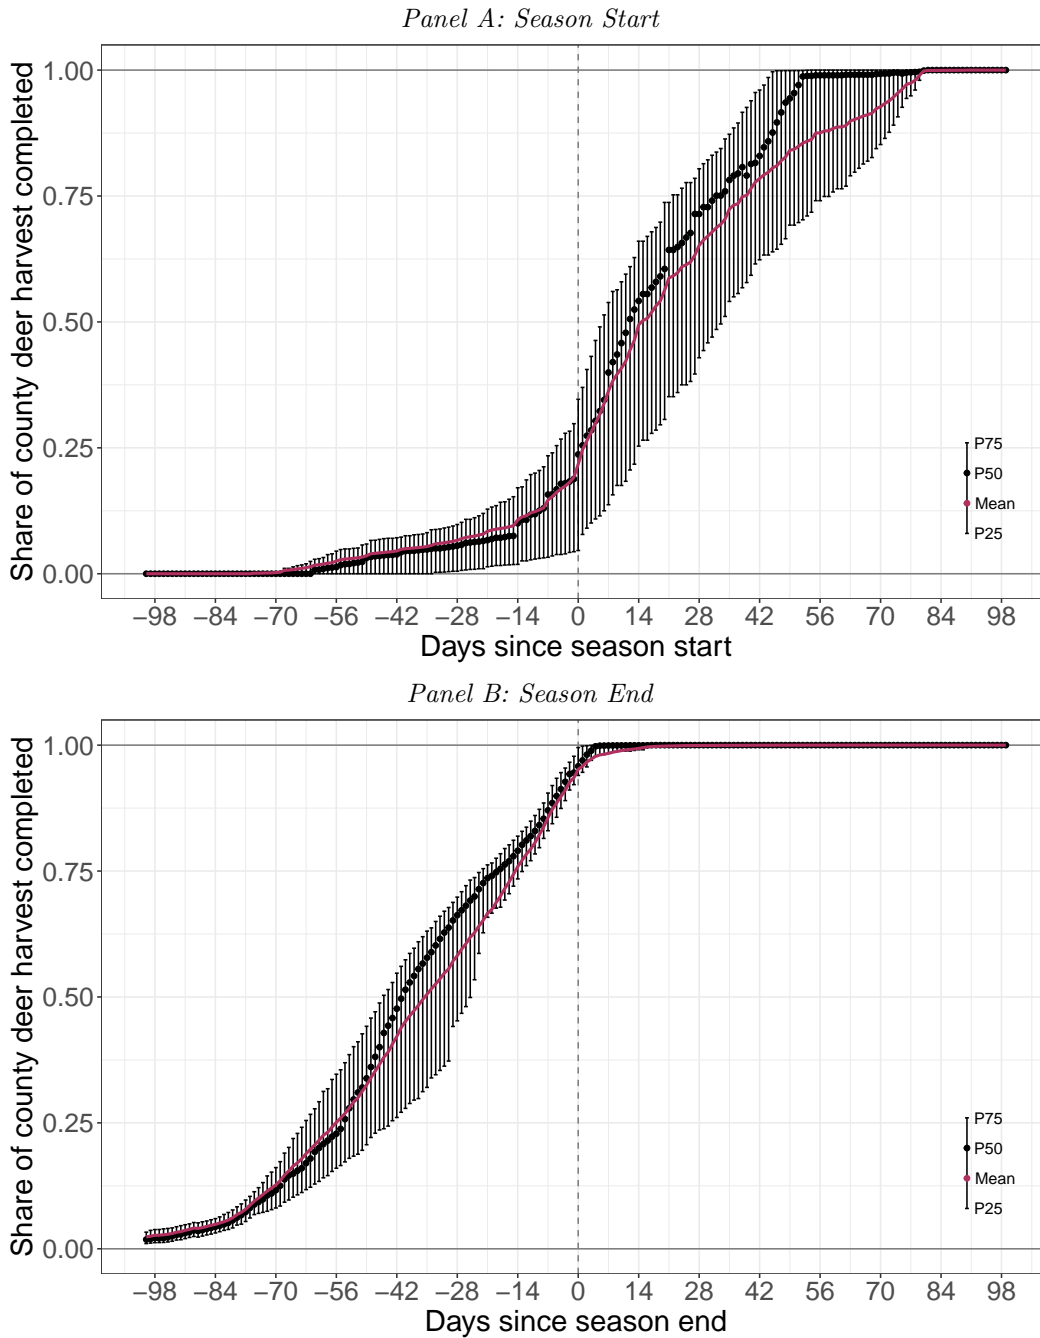 Panel A: Season Start
Share of county deer harvest completed
1.00
0.75
0.50
0.25
0.00
P75
P50
Mean
P25
−98 −84 −70 −56 −42 −28 −14 0 14 28 42 56 70 84 98
Days since season start
Panel B: Season End
Share of county deer harvest completed
1.00
0.75
0.50
0.25
0.00
P75
P50
Mean
P25
−98 −84 −70 −56 −42 −28 −14 0 14 28 42 56 70 84 98
Days since season end